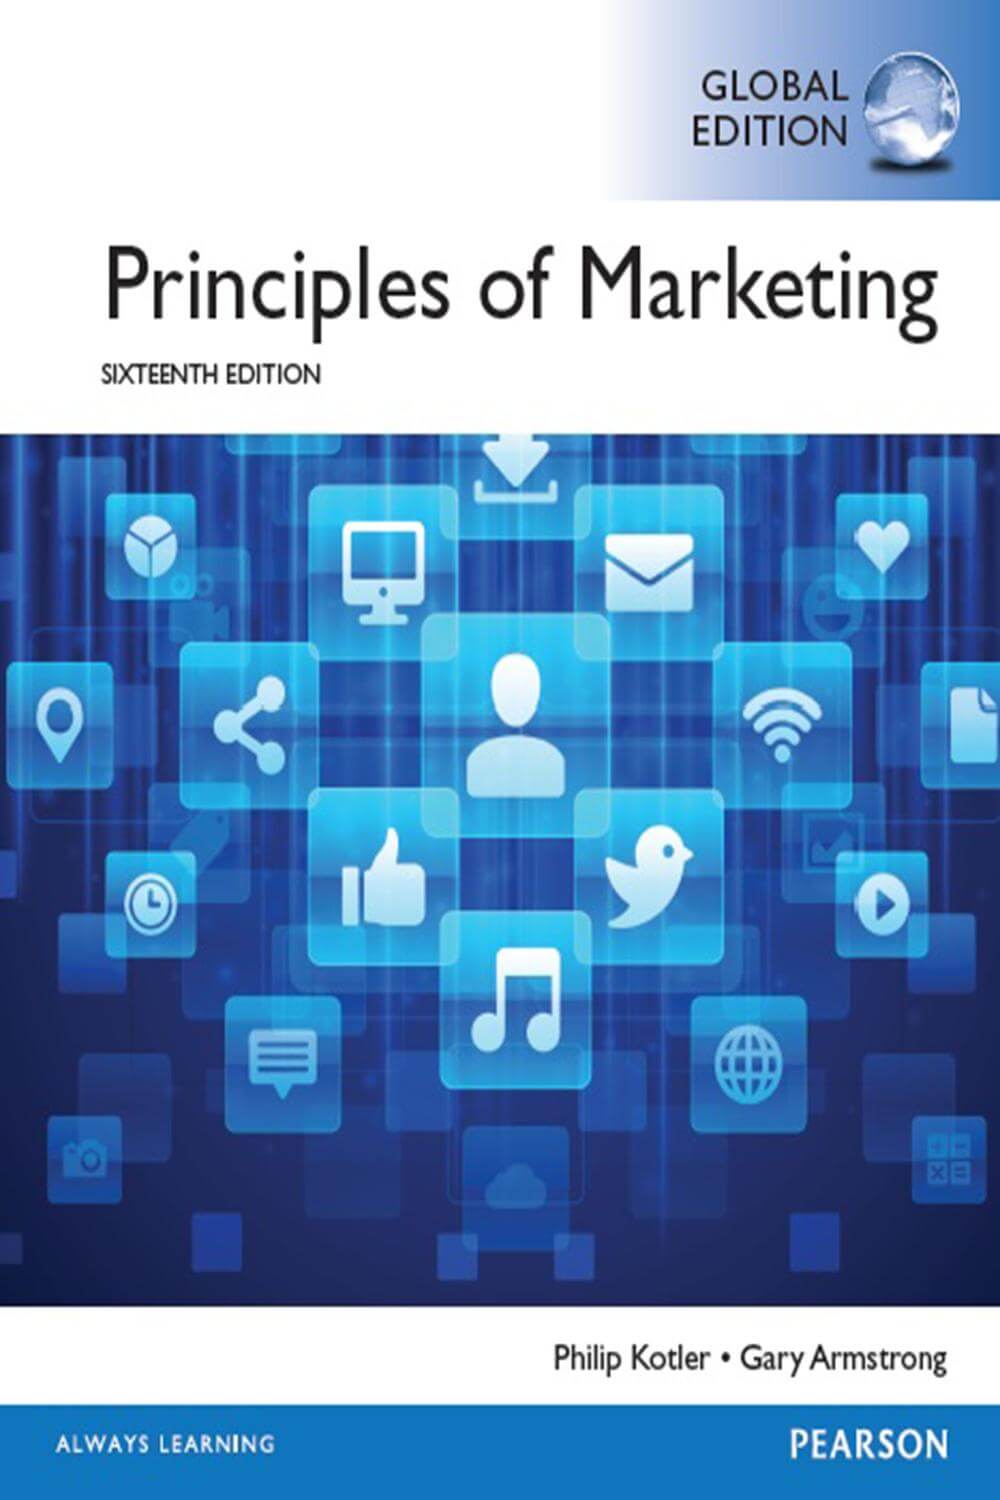 GLOBAL
EDITION
Principles of Marketing
SIXTEENTH EDITION
Philip Kotler • Gary Armstrong
ALWAYS LEARNING
PEARSON